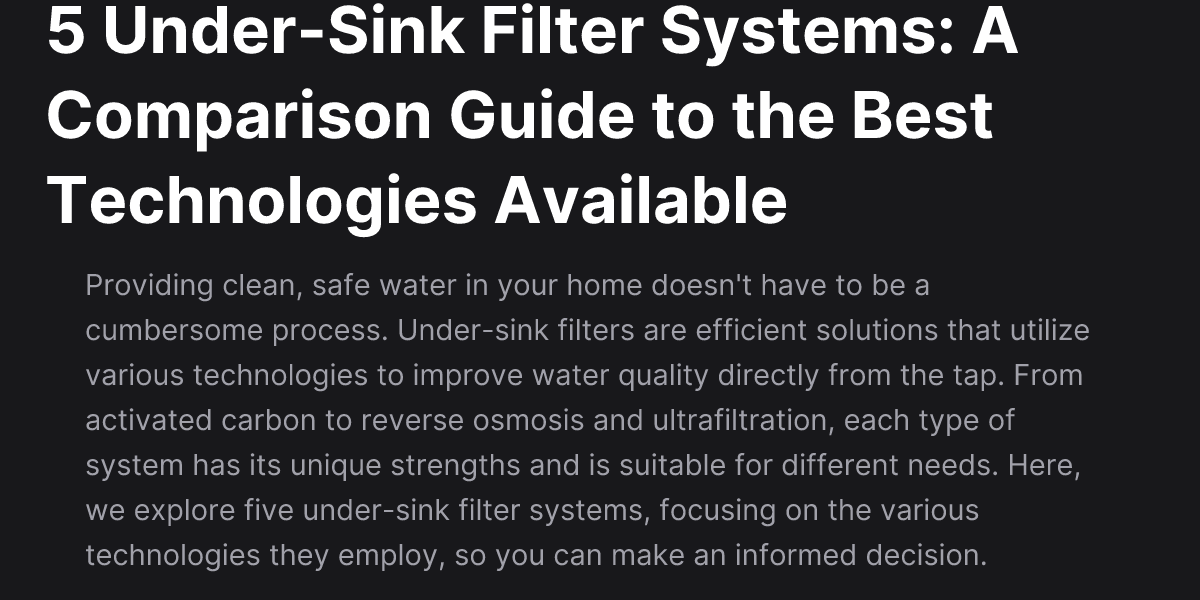 5 Under-Sink Filter Systems: A
Comparison Guide to the Best
Technologies Available
Providing clean, safe water in your home doesn't have to be a
cumbersome process. Under-sink filters are efficient solutions that utilize
various technologies to improve water quality directly from the tap. From
activated carbon to reverse osmosis and ultrafiltration, each type of
system has its unique strengths and is suitable for different needs. Here,
we explore five under-sink filter systems, focusing on the various
technologies they employ, so you can make an informed decision.